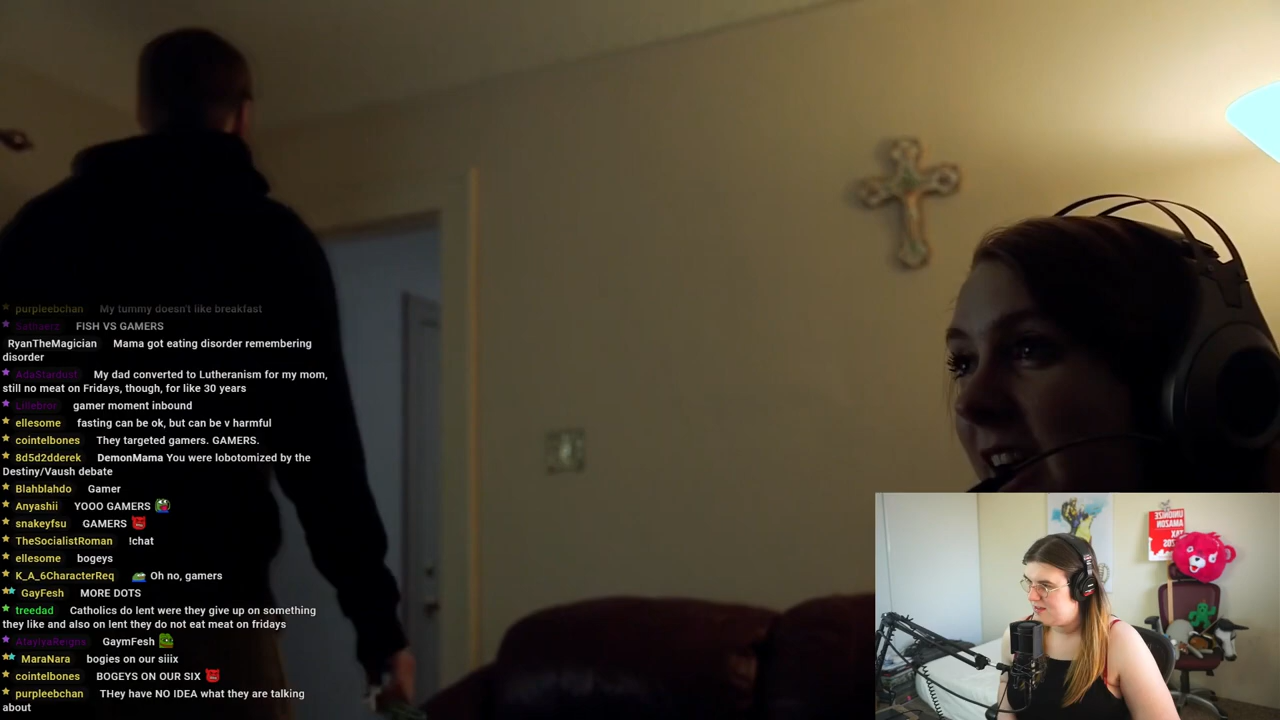 purpleebchan My tummy doesn't like breakfast
Sathaerz FISH VS GAMERS
RyanTheMagician Mama got eating disorder remembering
disorder
AdaStardust My dad converted to Lutheranism for my mom,
still no meat on Fridays, though, for like 30 years
Lillebror gamer moment inbound
ellesome fasting can be ok, but can be v harmful
cointelbones They targeted gamers. GAMERS.
8d5d2dderek DemonMama You were lobotomized by the
Destiny/Vaush debate
Blahblahdo Gamer
Anyashii YOOO GAMERS
snakeyfsu GAMERS
TheSocialistRoman !chat
ellesome bogeys
K_A_6CharacterReq Oh no, gamers
GayFesh MORE DOTS
treedad Catholics do lent were they give up on something
they like and also on lent they do not eat meat on fridays
AtaylyaReigns GaymFesh
MaraNara bogies on our siiix
cointelbones BOGEYS ON OUR SIX
purpleebchan THey have NO IDEA what they are talking
about
UNIONIZE
AMAZON
TAX